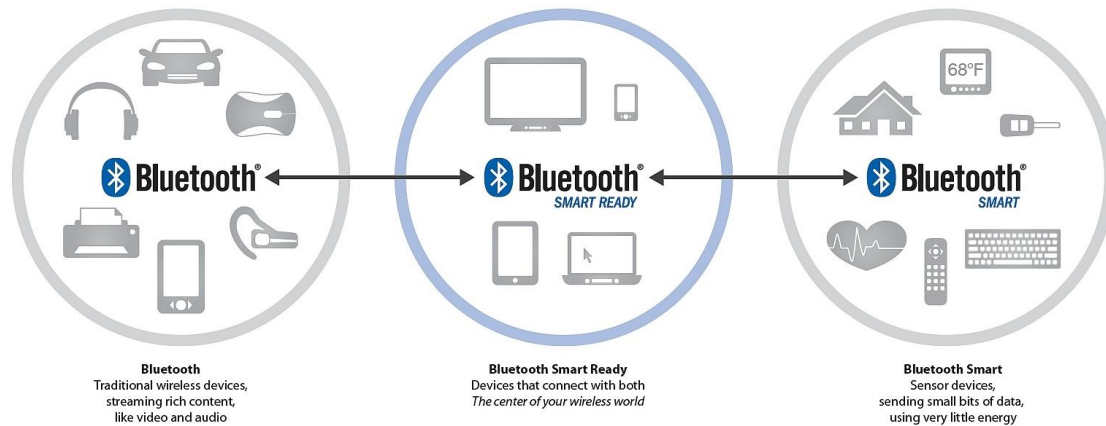 68°F
Bluetooth®
Bluetooth®
SMART READY
Bluetooth®
SMART
Bluetooth
Traditional wireless devices,
streaming rich content,
like video and audio
Bluetooth Smart Ready
Devices that connect with both
The center of your wireless world
Bluetooth Smart
Sensor devices,
sending small bits of data,
using very little energy